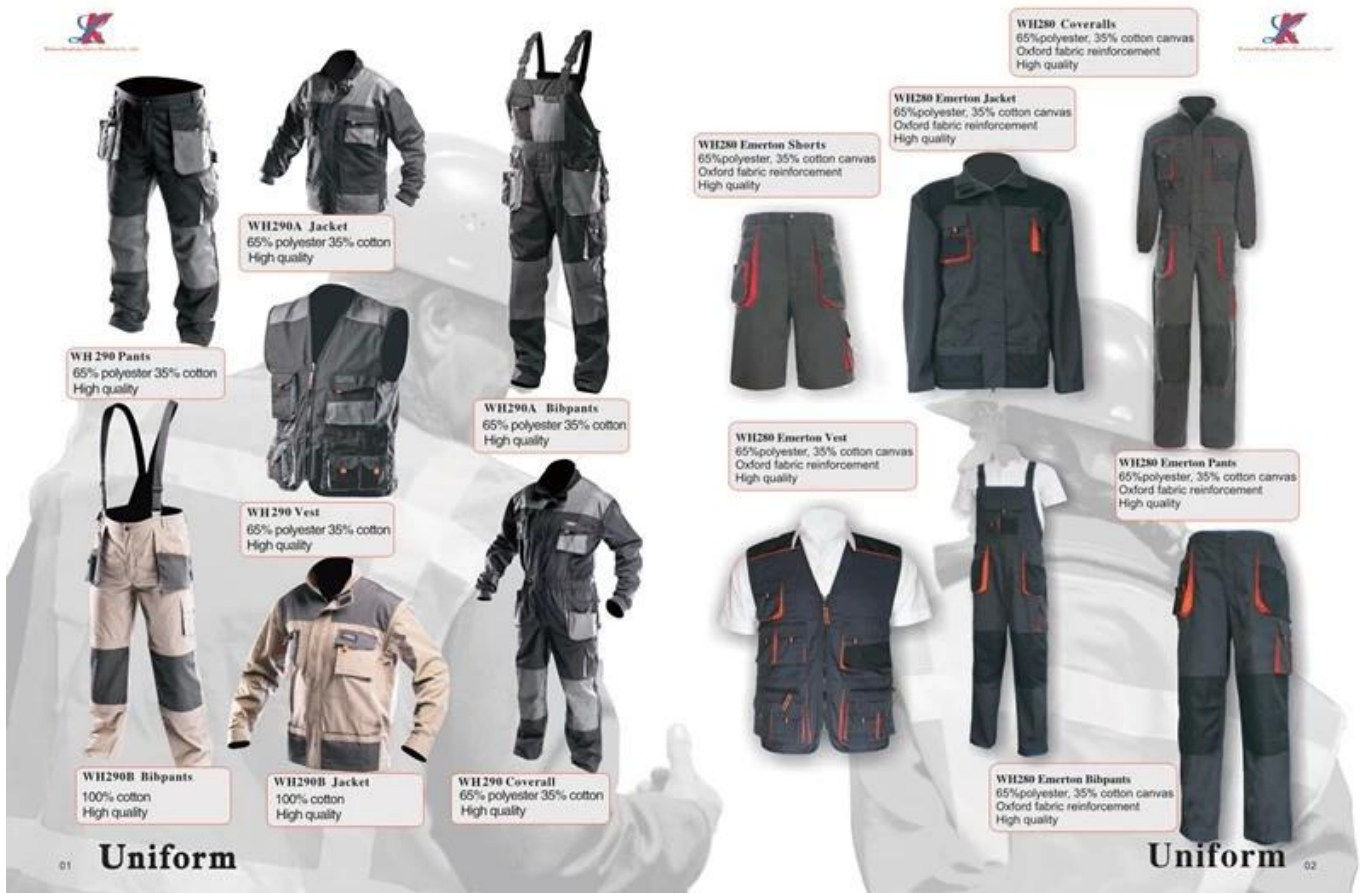 WH290A Jacket
65% polyester 35% cotton
High quality
WH 290 Pants
65% polyester 35% cotton
High quality
WH290A Bibpants
65% polyester 35% cotton
High quality
WH 290 Vest
65% polyester 35% cotton
High quality
WH290B Bibpants
100% cotton
High quality
WH290B Jacket
100% cotton
High quality
WH 290 Coverall
65% polyester 35% cotton
High quality
01 Uniform
WH280 Coveralls
65%polyester, 35% cotton canvas
Oxford fabric reinforcement
High quality
WH280 Emerton Jacket
65%polyester, 35% cotton canvas
Oxford fabric reinforcement
High quality
WH280 Emerton Shorts
65%polyester, 35% cotton canvas
Oxford fabric reinforcement
High quality
WH280 Emerton Vest
65%polyester, 35% cotton canvas
Oxford fabric reinforcement
High quality
WH280 Emerton Pants
65%polyester, 35% cotton canvas
Oxford fabric reinforcement
High quality
WH280 Emerton Bibpants
65%polyester, 35% cotton canvas
Oxford fabric reinforcement
High quality
Uniform 02